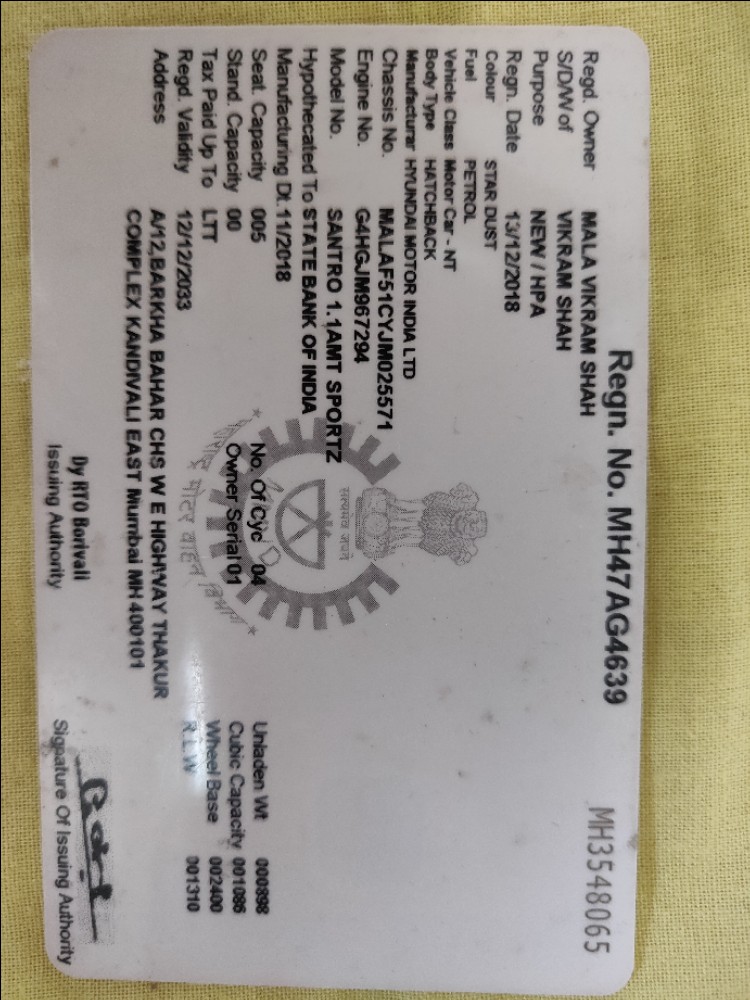 MH3548065
Regn. No. MH47AG4639
Regd. Owner MALA VIKRAM SHAH
S/D/W of VIKRAM SHAH
Purpose NEW / HPA
Regn. Date 13/12/2018
Colour STAR DUST
Fuel PETROL
Vehicle Class Motor Car - NT
Body Type HATCHBACK
Manufacturar HYUNDAI MOTOR INDIA LTD
Chassis No. MALAF51CYJM025571
Engine No. G4HGJM967294
Model No. SANTRO 1.1AMT SPORTZ
Hypothecated To STATE BANK OF INDIA
Manufacturing Dt. 11/2018
Seat. Capacity 005 No. Of Cyc 04 Unladen Wt 000898
Stand. Capacity 00 Owner Serial 01 Cubic Capacity 001086
Tax Paid Up To LTT Wheel Base 002400
Regd. Validity 12/12/2033 R.L.W 001310
Address A/12,BARKHA BAHAR CHS W E HIGHWAY THAKUR
COMPLEX KANDIVALI EAST Mumbai MH 400101
सत्यमेव जयते
मोटर वाहन विभाग
Dy RTO Borivali
Issuing Authority
Signature Of Issuing Authority